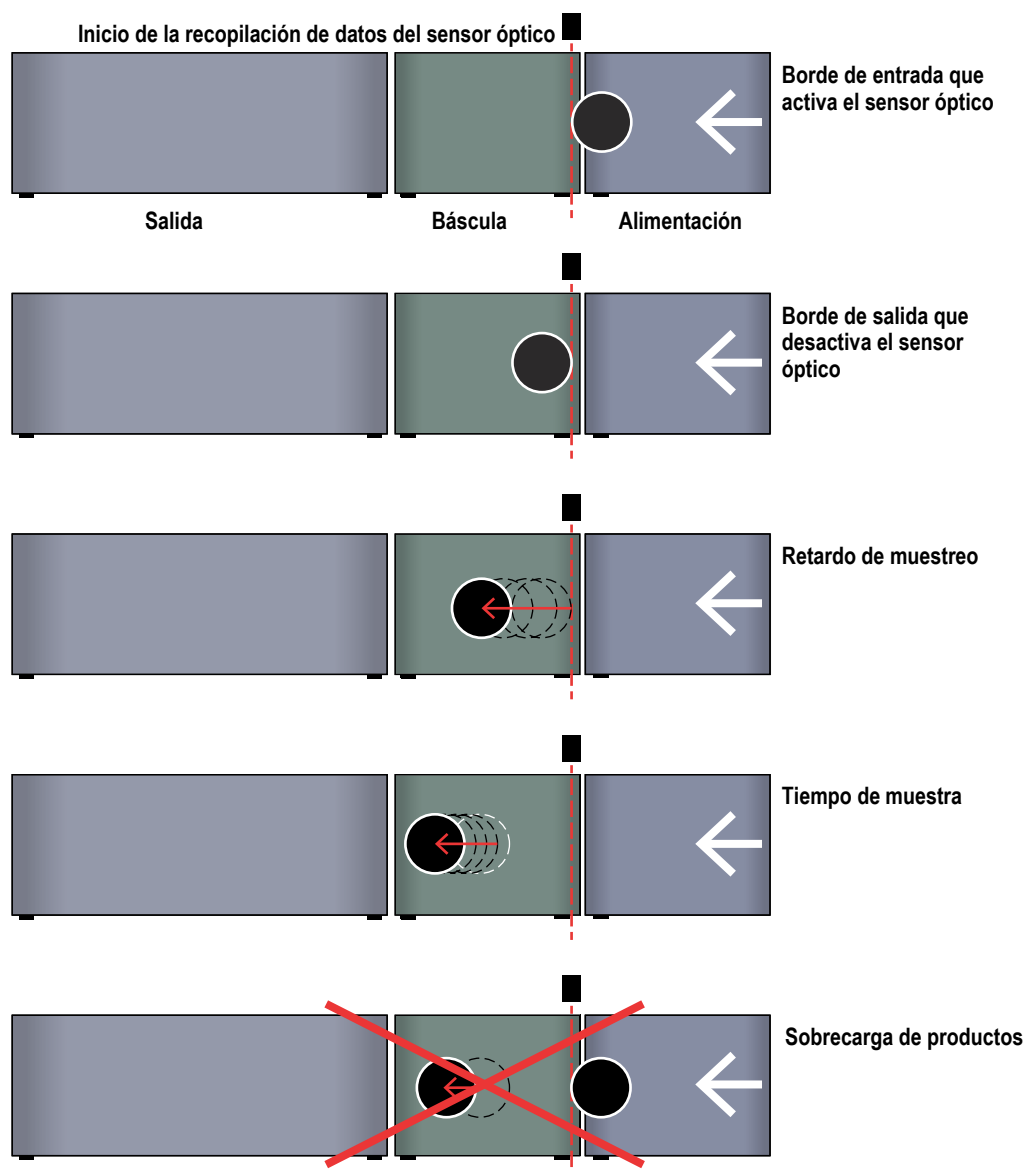 Inicio de la recopilación de datos del sensor óptico
Borde de entrada que
activa el sensor óptico
Salida
Báscula
Alimentación
Borde de salida que
desactiva el sensor
óptico
Retardo de muestreo
Tiempo de muestra
Sobrecarga de productos